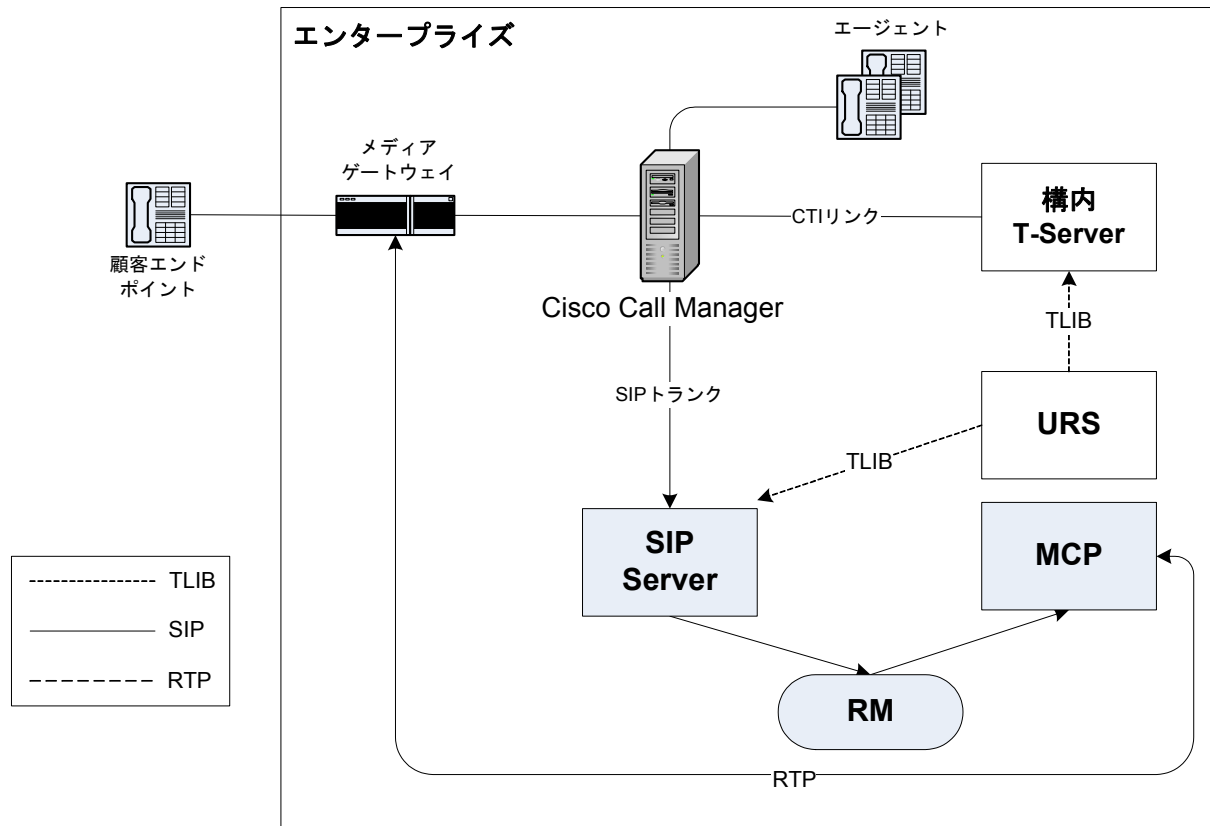 エンタープライズ
エージェント
メディア
ゲートウェイ
顧客エンド
ポイント
Cisco Call Manager
CTIリンク
構内
T-Server
TLIB
SIPトランク
URS
TLIB
SIP
Server
MCP
RM
RTP
TLIB
SIP
RTP